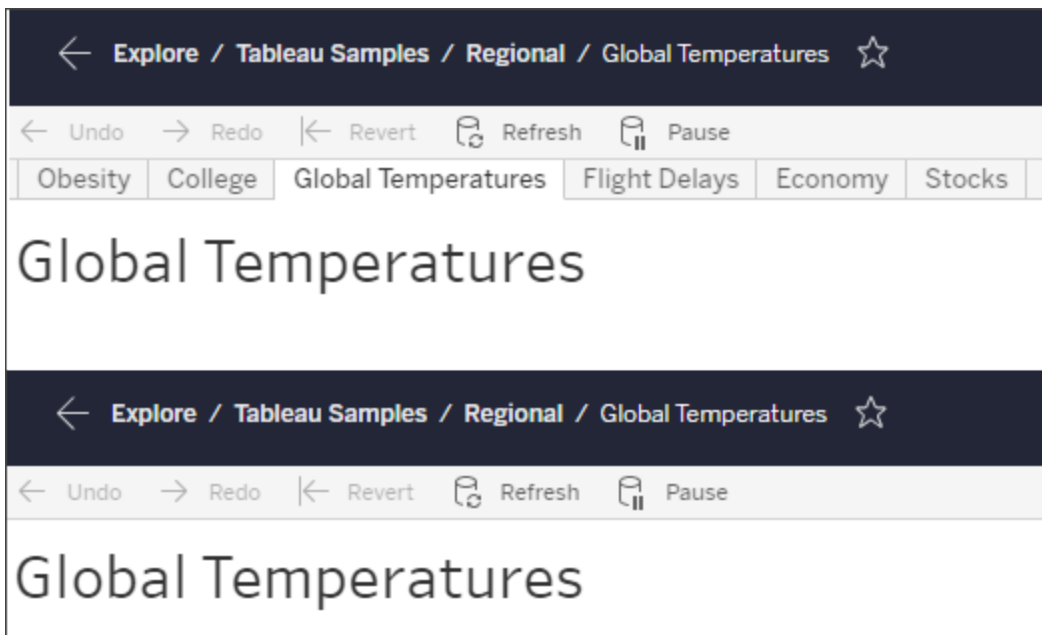 Explore / Tableau Samples / Regional / Global Temperatures
Undo Redo Revert Refresh Pause
Obesity College Global Temperatures Flight Delays Economy Stocks
Global Temperatures
Explore / Tableau Samples / Regional / Global Temperatures
Undo Redo Revert Refresh Pause
Global Temperatures